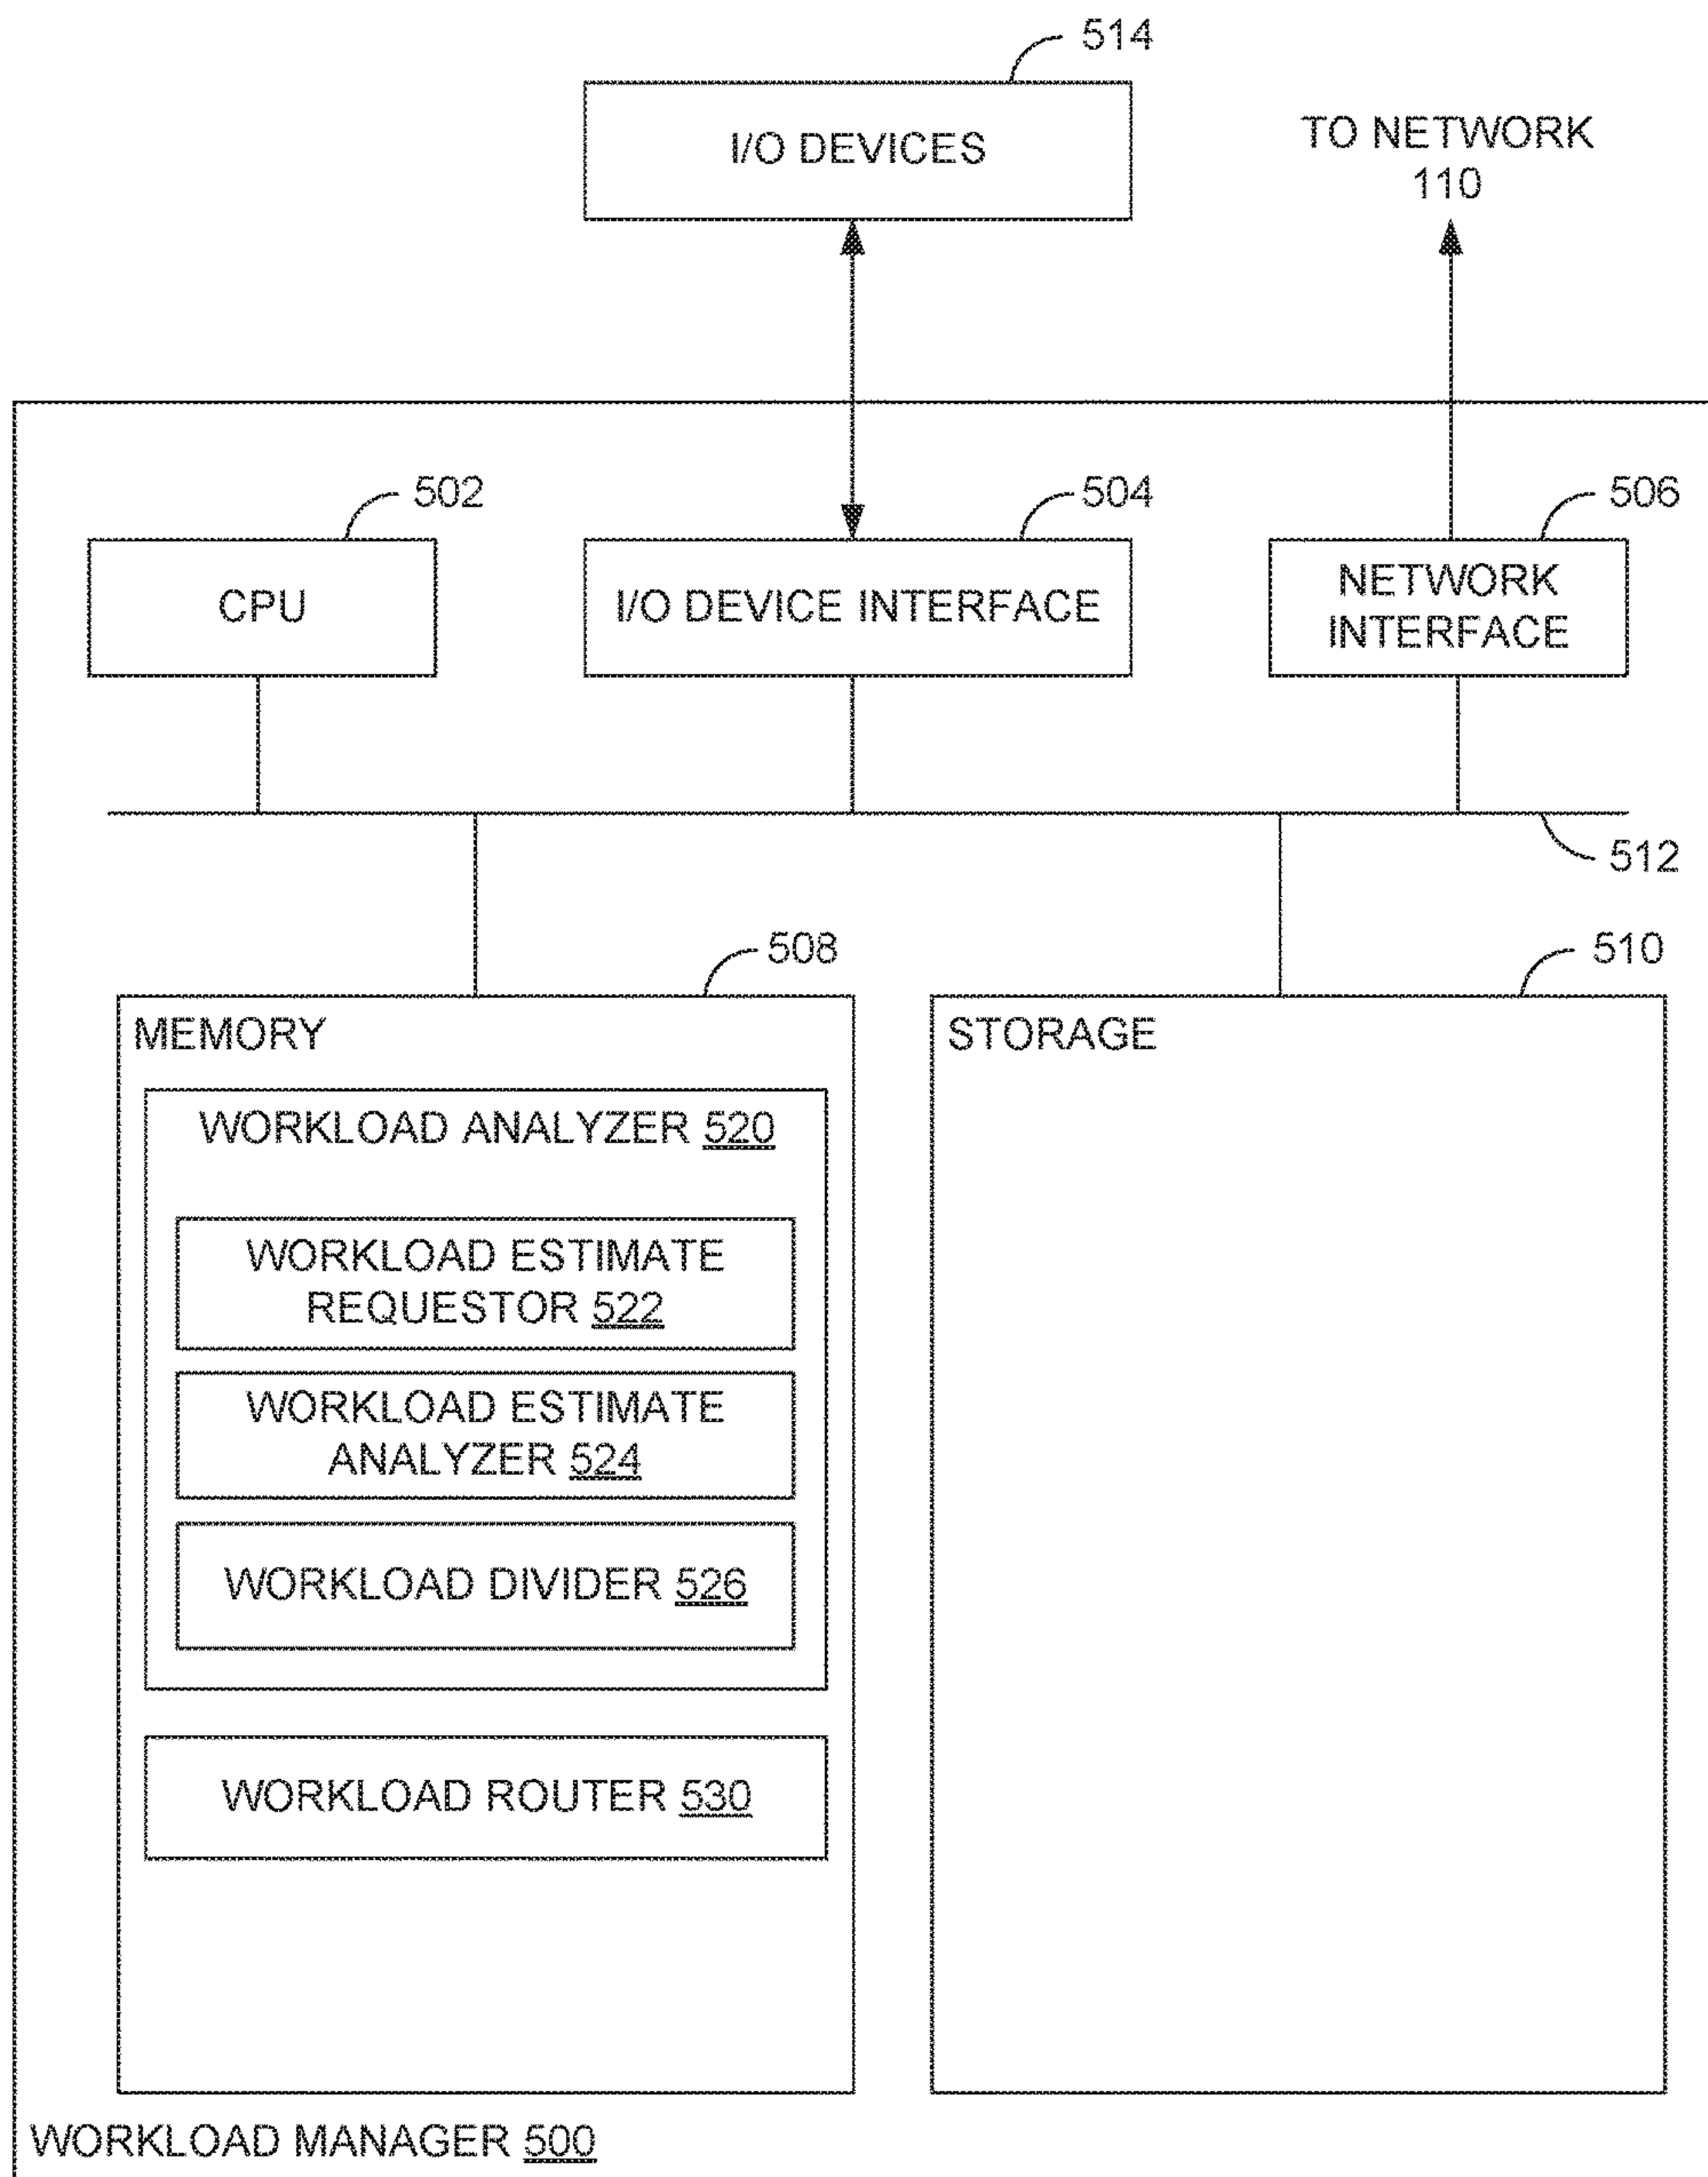 514
I/O DEVICES
TO NETWORK
110
502
504
506
CPU
I/O DEVICE INTERFACE
NETWORK
INTERFACE
512
508
510
MEMORY
STORAGE
WORKLOAD ANALYZER 520
WORKLOAD ESTIMATE
REQUESTOR 522
WORKLOAD ESTIMATE
ANALYZER 524
WORKLOAD DIVIDER 526
WORKLOAD ROUTER 530
WORKLOAD MANAGER 500